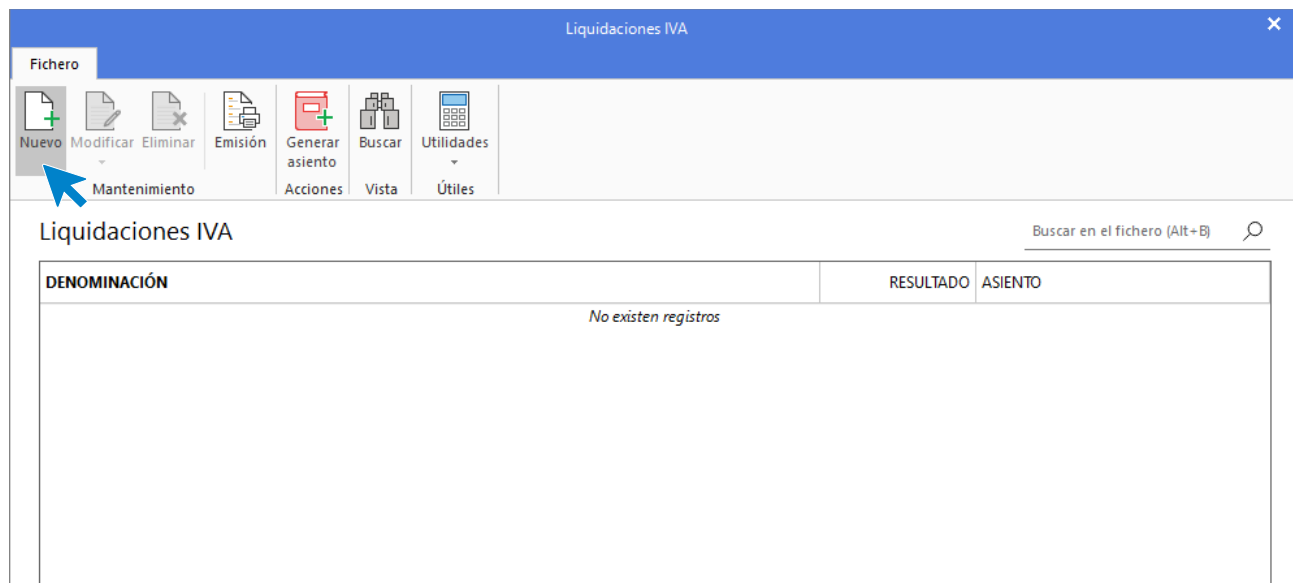 Liquidaciones IVA
Fichero
Nuevo Modificar Eliminar Emisión Generar asiento Buscar Utilidades
Mantenimiento Acciones Vista Útiles
Liquidaciones IVA
Buscar en el fichero (Alt+B)
DENOMINACIÓN RESULTADO ASIENTO
No existen registros